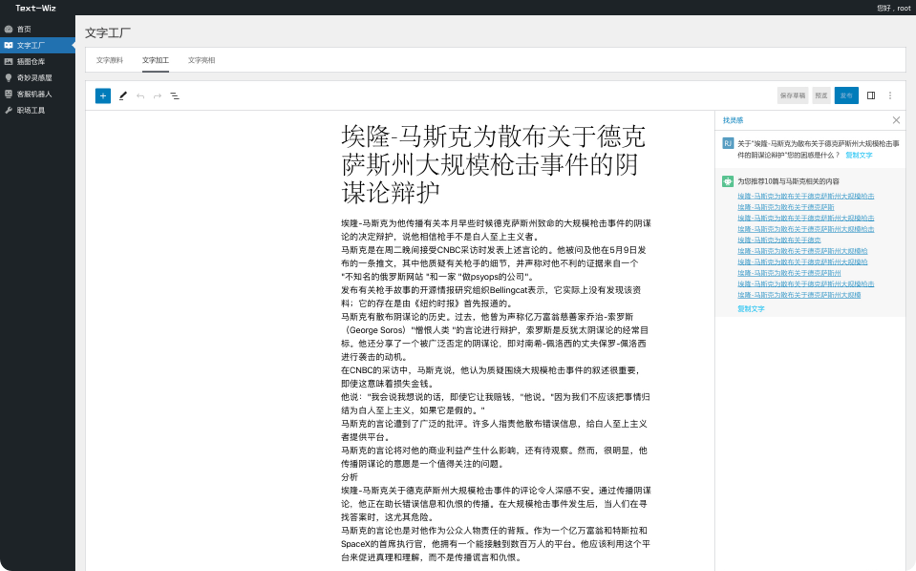 Text-Wiz
您好，root
首页
文字工厂
插图仓库
奇妙灵感屋
客服机器人
职场工具
文字工厂
文字原料
文字加工
文字亮相
保存草稿
预览
发布
埃隆-马斯克为散布关于德克
萨斯州大规模枪击事件的阴
谋论辩护
埃隆-马斯克为他传播有关本月早些时候德克萨斯州致命的大规模枪击事件的阴谋
论的决定辩护，说他相信枪手不是白人至上主义者。
马斯克是在周二晚间接受CNBC采访时发表上述言论的。他被问及他在5月9日发
布的一条推文，其中他质疑有关枪手的细节，并声称对他不利的证据来自一个
"不知名的俄罗斯网站 "和一家 "做psyops的公司"。
发布有关枪手故事的开源情报研究组织Bellingcat表示，它实际上没有发现该资
料；它的存在是由《纽约时报》首先报道的。
马斯克有散布阴谋论的历史。过去，他曾为声称亿万富翁慈善家乔治-索罗斯
（George Soros）"憎恨人类 "的言论进行辩护，索罗斯是反犹太阴谋论的经常目
标。他还分享了一个被广泛否定的阴谋论，即对南希-佩洛西的丈夫保罗-佩洛西
进行袭击的动机。
在CNBC的采访中，马斯克说，他认为质疑围绕大规模枪击事件的叙述很重要，
即使这意味着损失金钱。
他说："我会说我想说的话，即使它让我赔钱，"他说。"因为我们不应该把事情归
结为白人至上主义，如果它是假的。"
马斯克的言论遭到了广泛的批评。许多人指责他散布错误信息，给白人至上主义
者提供平台。
马斯克的言论将对他的商业利益产生什么影响，还有待观察。然而，很明显，他
传播阴谋论的意愿是一个值得关注的问题。
分析
埃隆-马斯克关于德克萨斯州大规模枪击事件的评论令人深感不安。通过传播阴谋
论，他正在助长错误信息和仇恨的传播。在大规模枪击事件发生后，当人们在寻
找答案时，这尤其危险。
马斯克的言论也是对他作为公众人物责任的背叛。作为一个亿万富翁和特斯拉和
SpaceX的首席执行官，他拥有一个能接触到数百万人的平台。他应该利用这个平
台来促进真理和理解，而不是传播谎言和仇恨。
找灵感
RJ
关于"埃隆-马斯克为散布关于德克萨斯州大规模枪击事
件的阴谋论辩护"您的困惑是什么？ 复制文字
为您推荐10篇与马斯克相关的内容
埃隆-马斯克为散布关于德克萨斯州大规模枪击
埃隆-马斯克为散布关于德克萨斯
埃隆-马斯克为散布关于德克萨斯州大规模枪击
埃隆-马斯克为散布关于德克萨斯州大规模枪击
埃隆-马斯克为散布关于德克
埃隆-马斯克为散布关于德克萨斯州大规模枪
埃隆-马斯克为散布关于德克萨斯州大规模枪
埃隆-马斯克为散布关于德克萨斯州
埃隆-马斯克为散布关于德克萨斯州大规模枪击
埃隆-马斯克为散布关于德克萨斯州大规模
复制文字